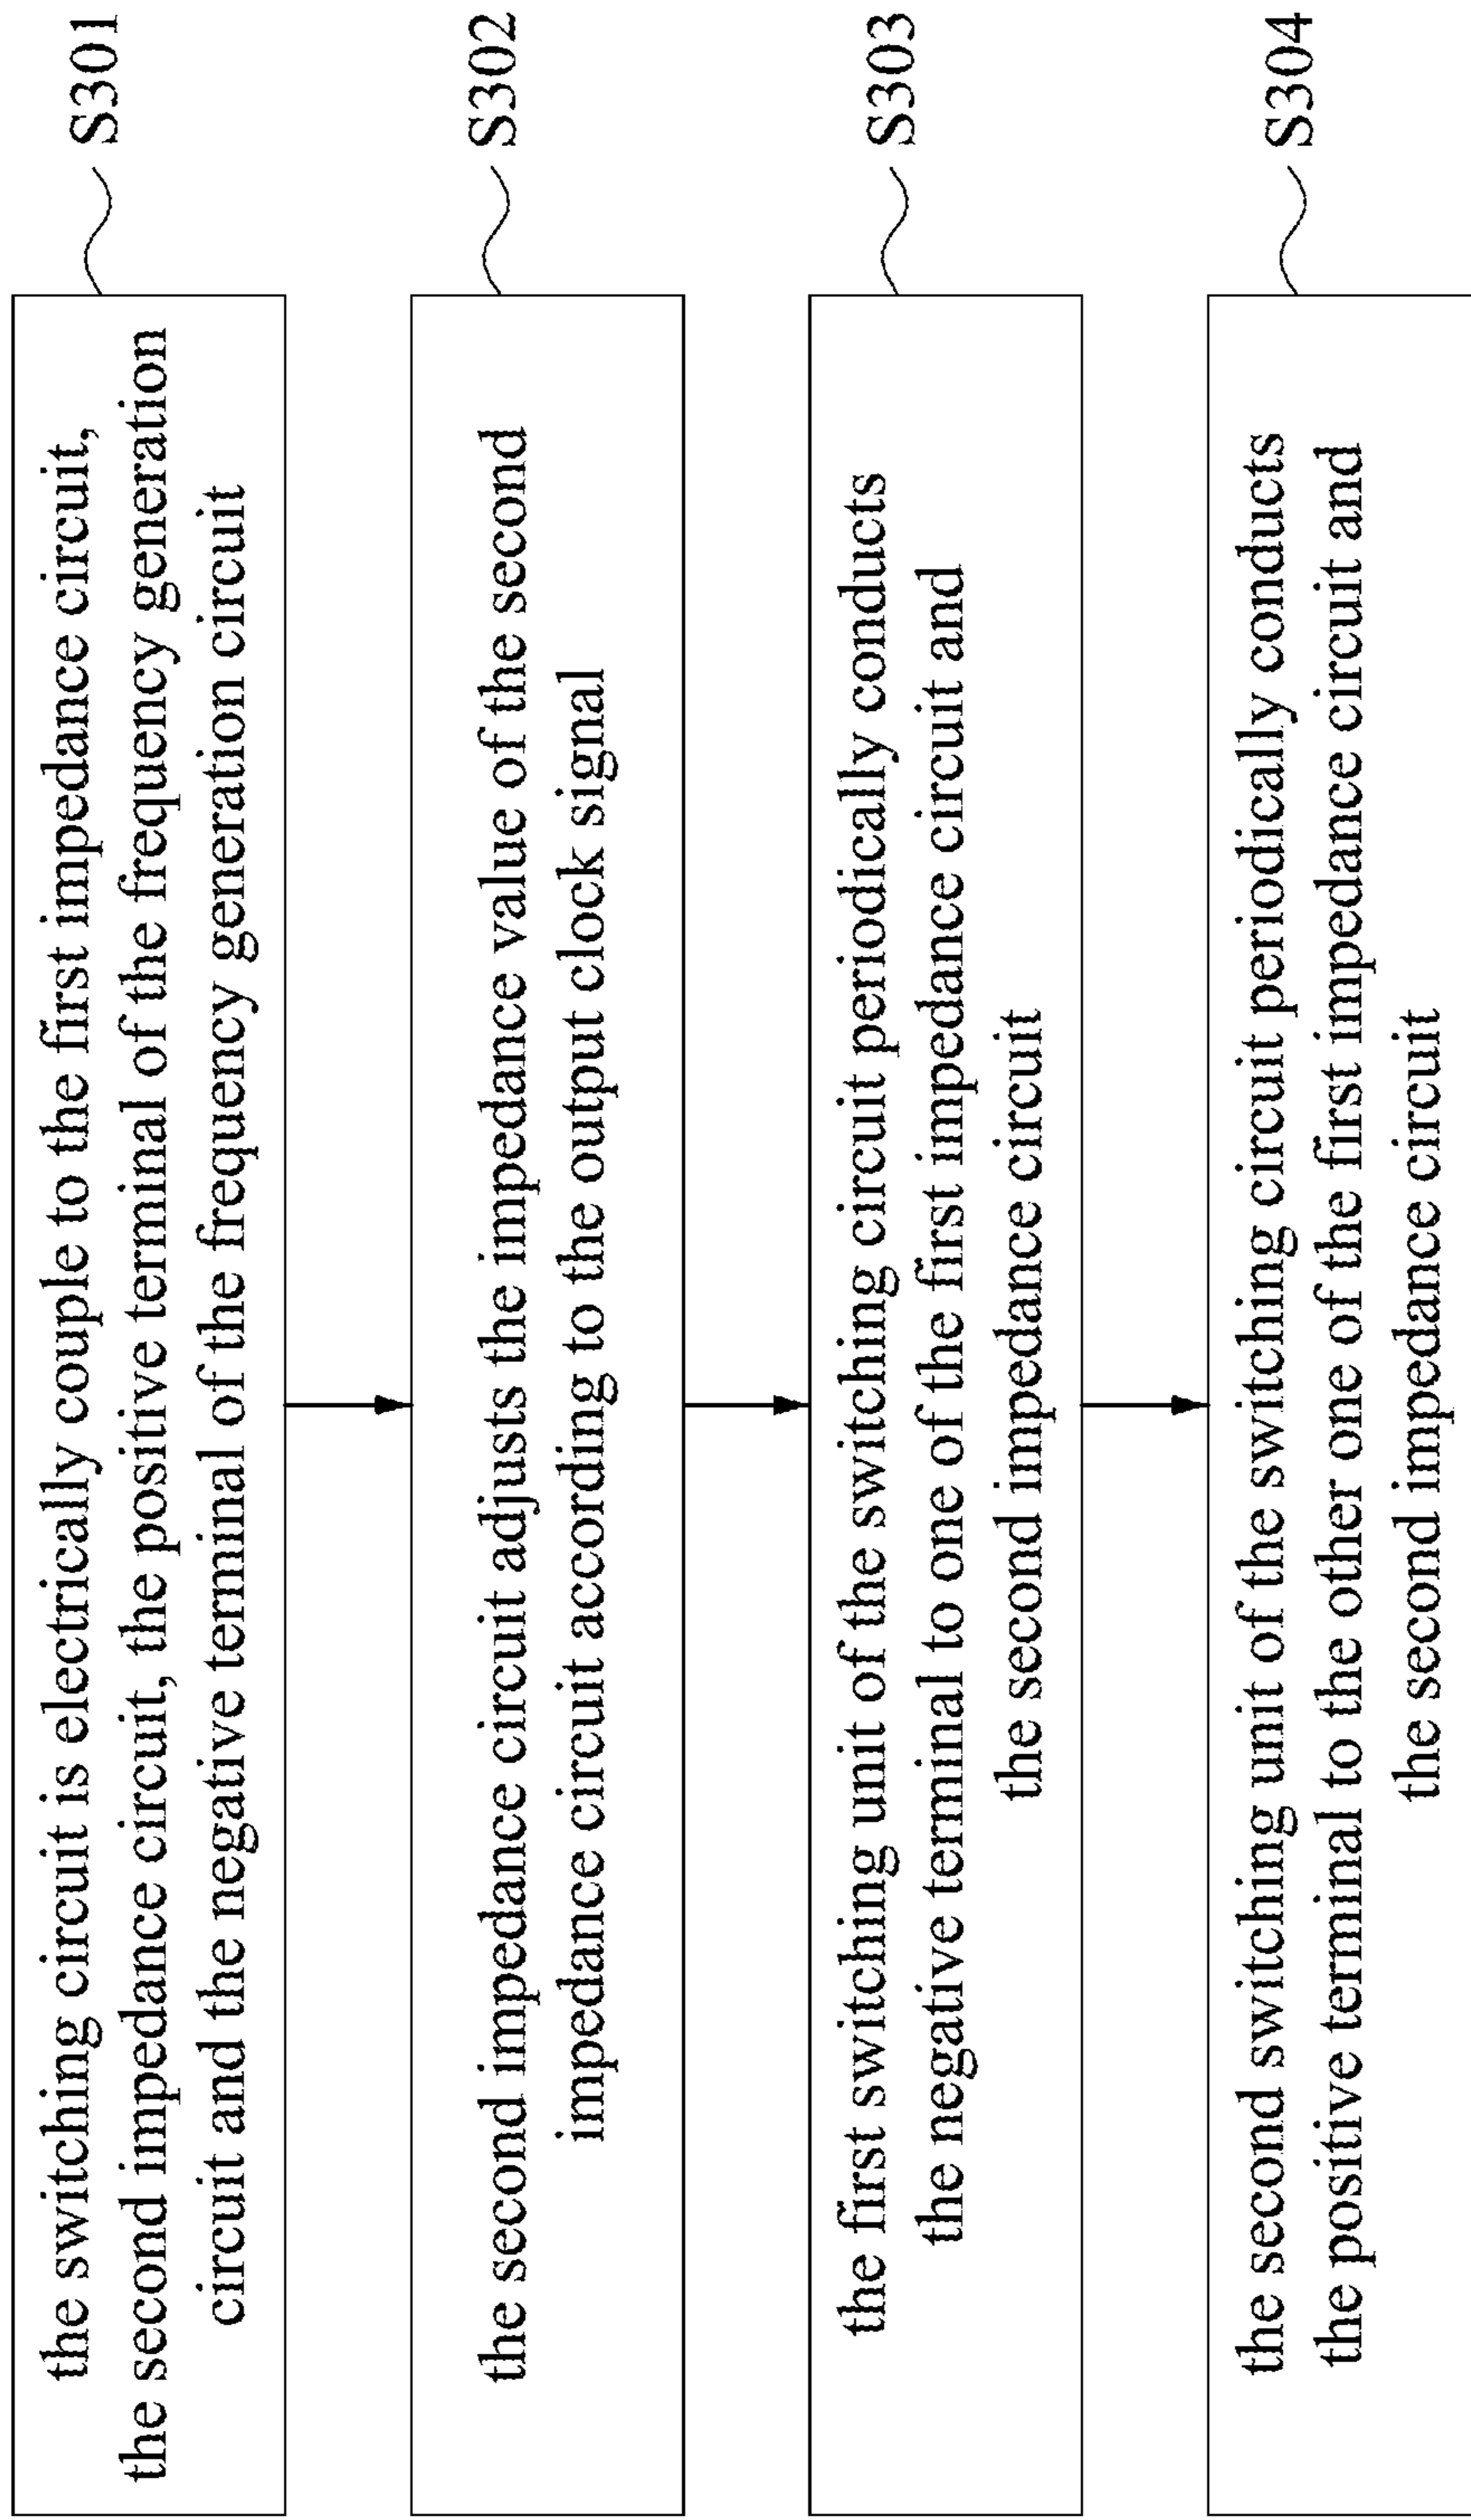 the switching circuit is electrically couple to the first impedance circuit,
the second impedance circuit, the positive terminal of the frequency generation
circuit and the negative terminal of the frequency generation circuit
S301
the second impedance circuit adjusts the impedance value of the second
impedance circuit according to the output clock signal
S302
the first switching unit of the switching circuit periodically conducts
the negative terminal to one of the first impedance circuit and
the second impedance circuit
S303
the second switching unit of the switching circuit periodically conducts
the positive terminal to the other one of the first impedance circuit and
the second impedance circuit
S304